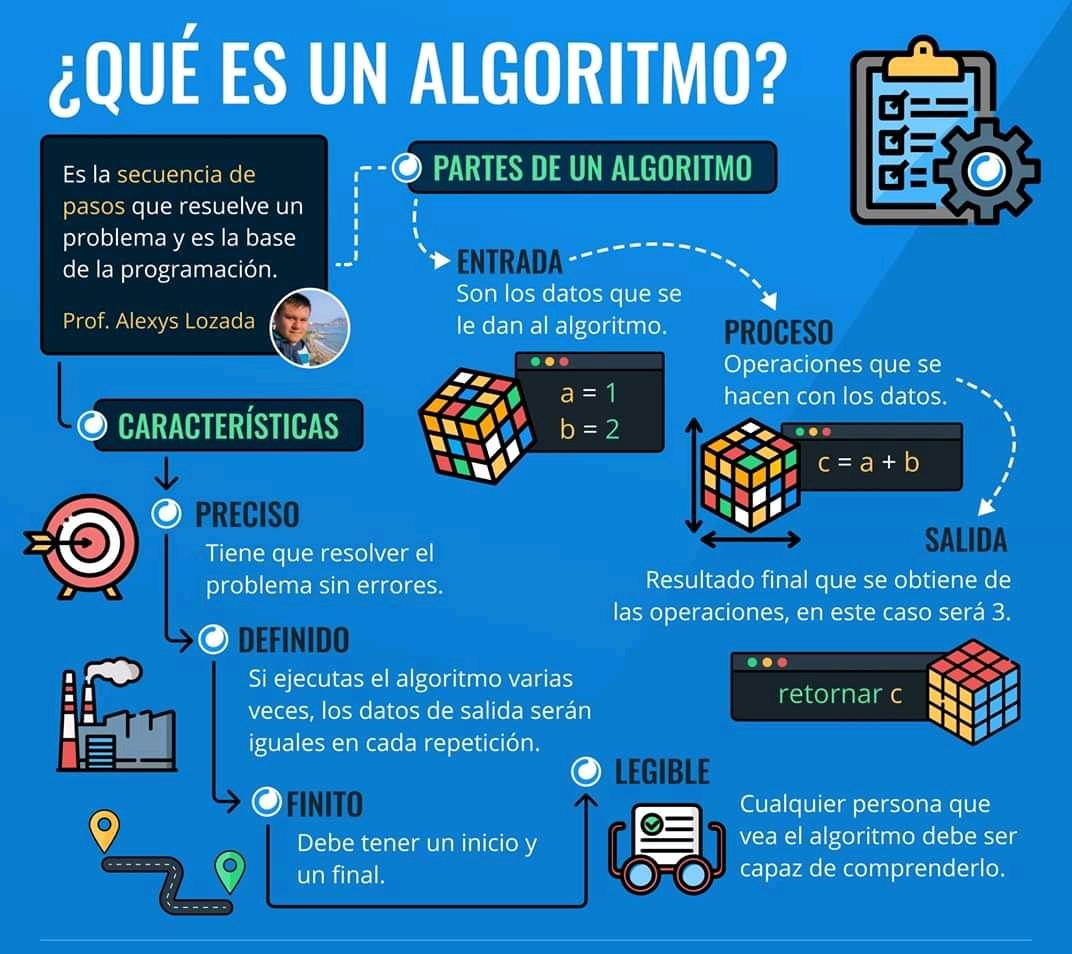 ¿QUÉ ES UN ALGORITMO?
Es la secuencia de
pasos que resuelve un
problema y es la base
de la programación.
Prof. Alexys Lozada
PARTES DE UN ALGORITMO
ENTRADA
Son los datos que se
le dan al algoritmo.
a = 1
b = 2
PROCESO
Operaciones que se
hacen con los datos.
c = a + b
SALIDA
Resultado final que se obtiene de
las operaciones, en este caso será 3.
retornar c
CARACTERÍSTICAS
PRECISO
Tiene que resolver el
problema sin errores.
DEFINIDO
Si ejecutas el algoritmo varias
veces, los datos de salida serán
iguales en cada repetición.
FINITO
Debe tener un inicio y
un final.
LEGIBLE
Cualquier persona que
vea el algoritmo debe ser
capaz de comprenderlo.